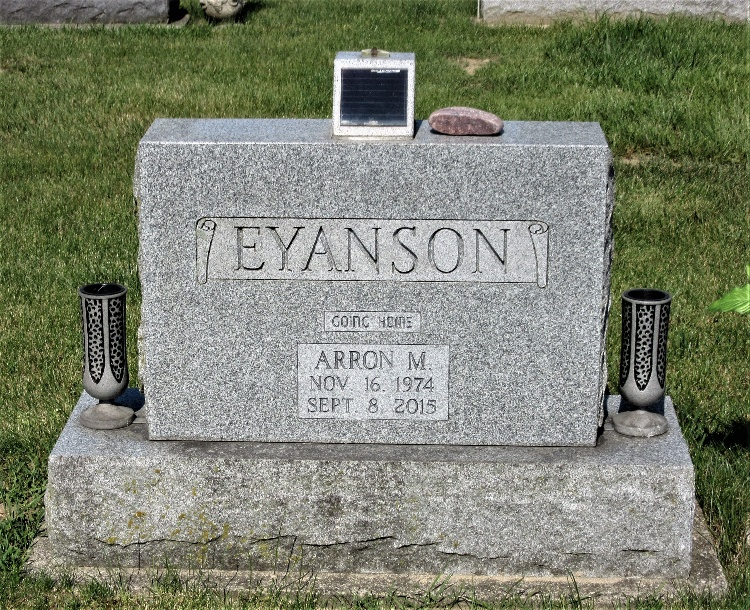 EYANSON
GOING HOME
ARRON M.
NOV 16 1974
SEPT 8 2015